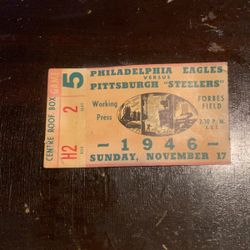 CENTRE ROOF BOX
H2
2 SEAT
5
PHILADELPHIA EAGLES
VERSUS
PITTSBURGH "STEELERS"
Working
Press
FORBES
FIELD
2:30 P. M.
— 1946 —
SUNDAY, NOVEMBER 17